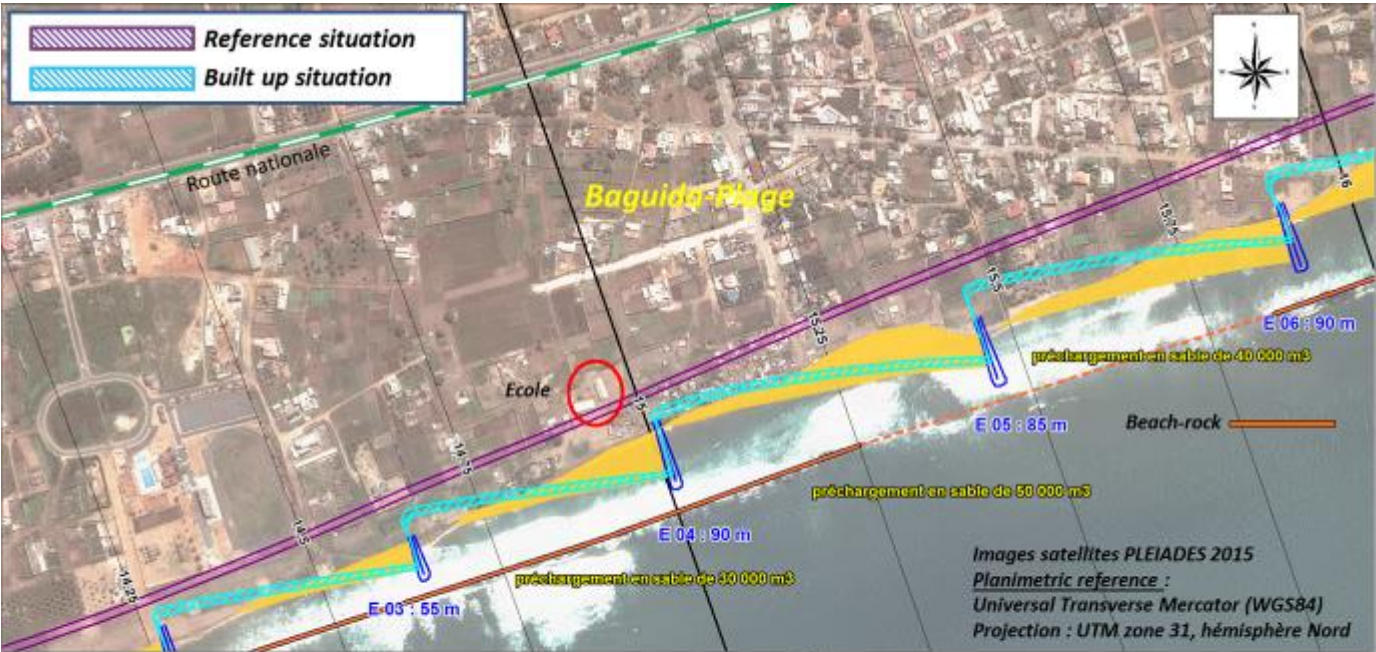 Reference situation
Built up situation
Route nationale
Baguida-Plage
16
15.75
15.5
E 06 : 90 m
15.25
préchargement en sable de 40 000 m3
Ecole
15
E 05 : 85 m
Beach-rock
14.75
préchargement en sable de 50 000 m3
14.5
E 04 : 90 m
Images satellites PLEIADES 2015
préchargement en sable de 30 000 m3
Planimetric reference :
14.25
E 03 : 55 m
Universal Transverse Mercator (WGS84)
Projection : UTM zone 31, hémisphère Nord